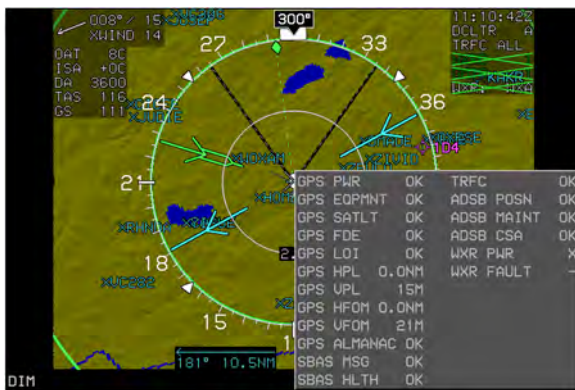 008° / 15
XWIND 14
OAT 8C
ISA +0C
DA 3600
TAS 116
GS 111
300°
11:10:42Z
DCLTR A
TRFC ALL
KAKR
27
33
24
36
21
18
15
104
GPS PWR OK TRFC OK
GPS EQPMNT OK ADSB POSN OK
GPS SATLT OK ADSB MAINT OK
GPS FDE OK ADSB CSA OK
GPS LOI OK WXR PWR X
GPS HPL 0.0NM WXR FAULT -
GPS VPL 15M
GPS HFOM 0.0NM
GPS VFOM 21M
GPS ALMANAC OK
SBAS MSG OK
SBAS HLTH OK
181° 10.5NM
DIM